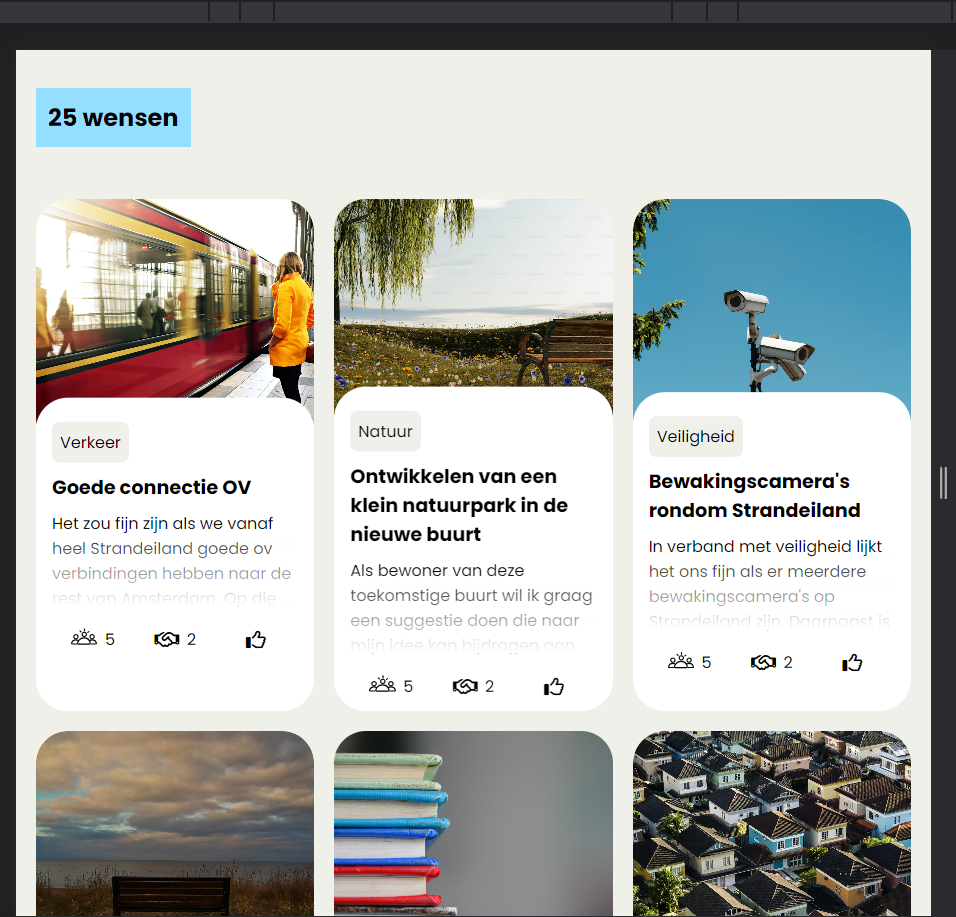 25 wensen
Verkeer
Goede connectie OV
Het zou fijn zijn als we vanaf
heel Strandeiland goede ov
verbindingen hebben naar de
rest van Amsterdam. Op die
5
2
Natuur
Ontwikkelen van een
klein natuurpark in de
nieuwe buurt
Als bewoner van deze
toekomstige buurt wil ik graag
een suggestie doen die naar
mijn idee kan bijdragen aan
5
2
Veiligheid
Bewakingscamera's
rondom Strandeiland
In verband met veiligheid lijkt
het ons fijn als er meerdere
bewakingscamera's op
Strandeiland zijn. Daarnaast is
5
2